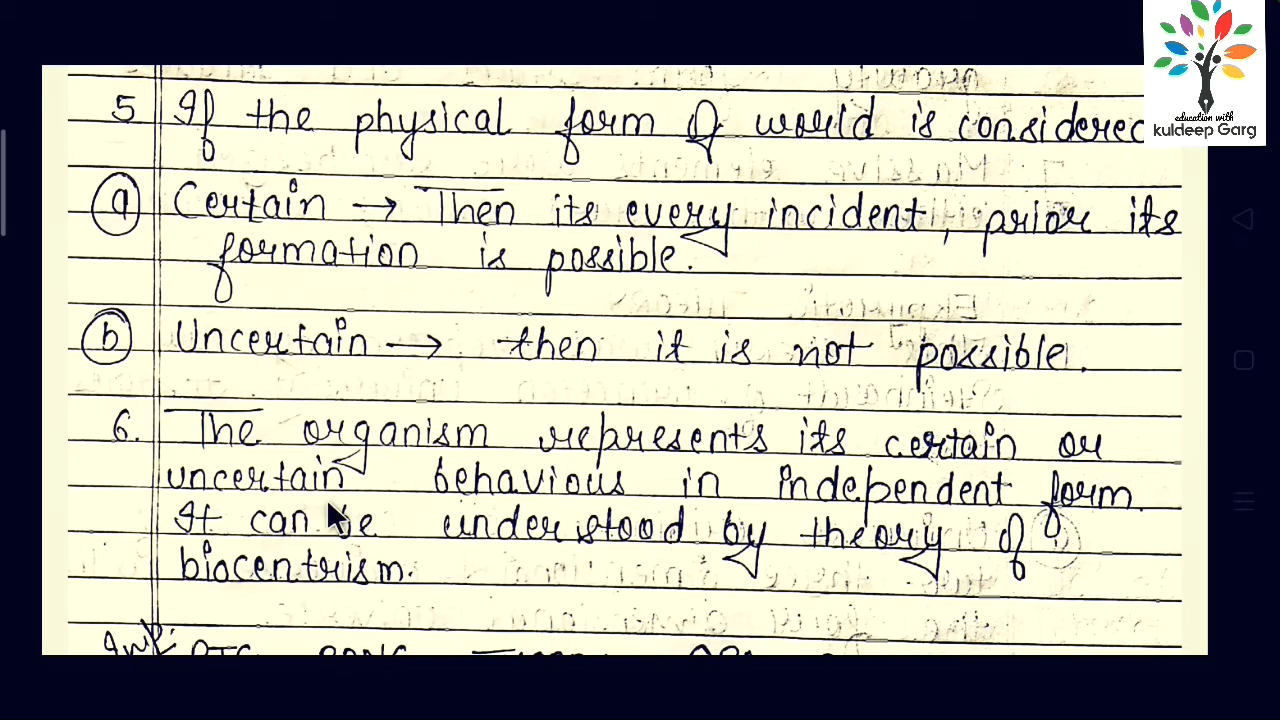 education with
kuldeep Garg
5 If the physical form of world is considered
a Certain → Then its every incident, prior its
formation is possible.
b Uncertain → then it is not possible.
6. The organism represents its certain or
uncertain behavious in independent form.
It can be understood by theory of
biocentrism.